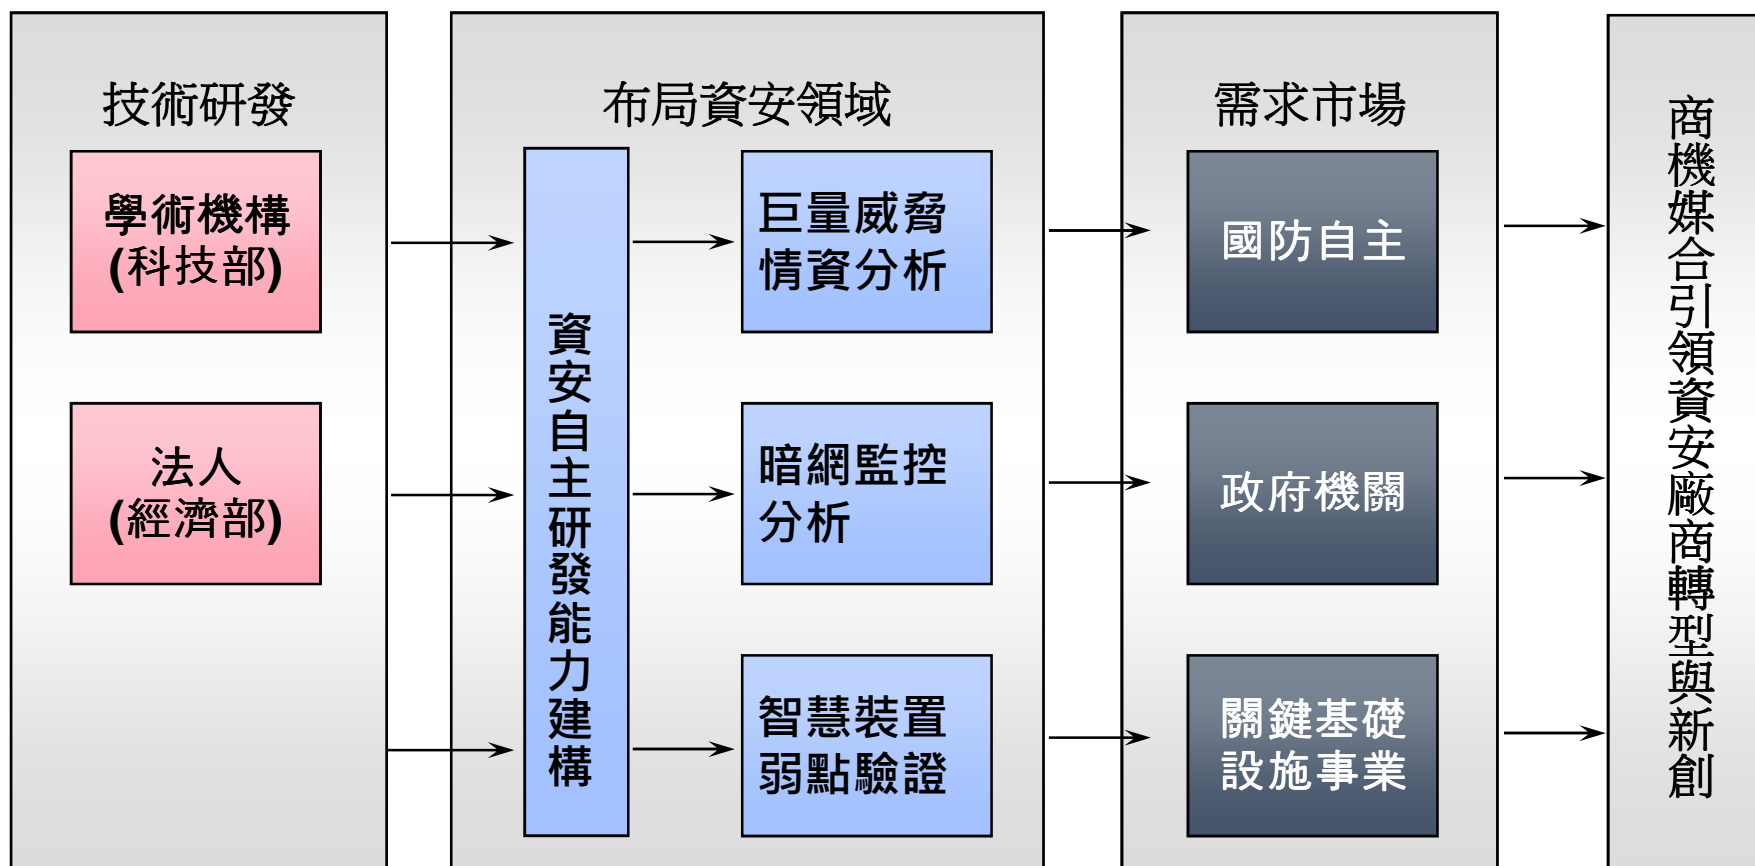 技術研發
學術機構
(科技部)
法人
(經濟部)
布局資安領域
資安自主研發能力建構
巨量威脅
情資分析
暗網監控
分析
智慧裝置
弱點驗證
需求市場
國防自主
政府機關
關鍵基礎
設施事業
商機媒合引領資安廠商轉型與新創